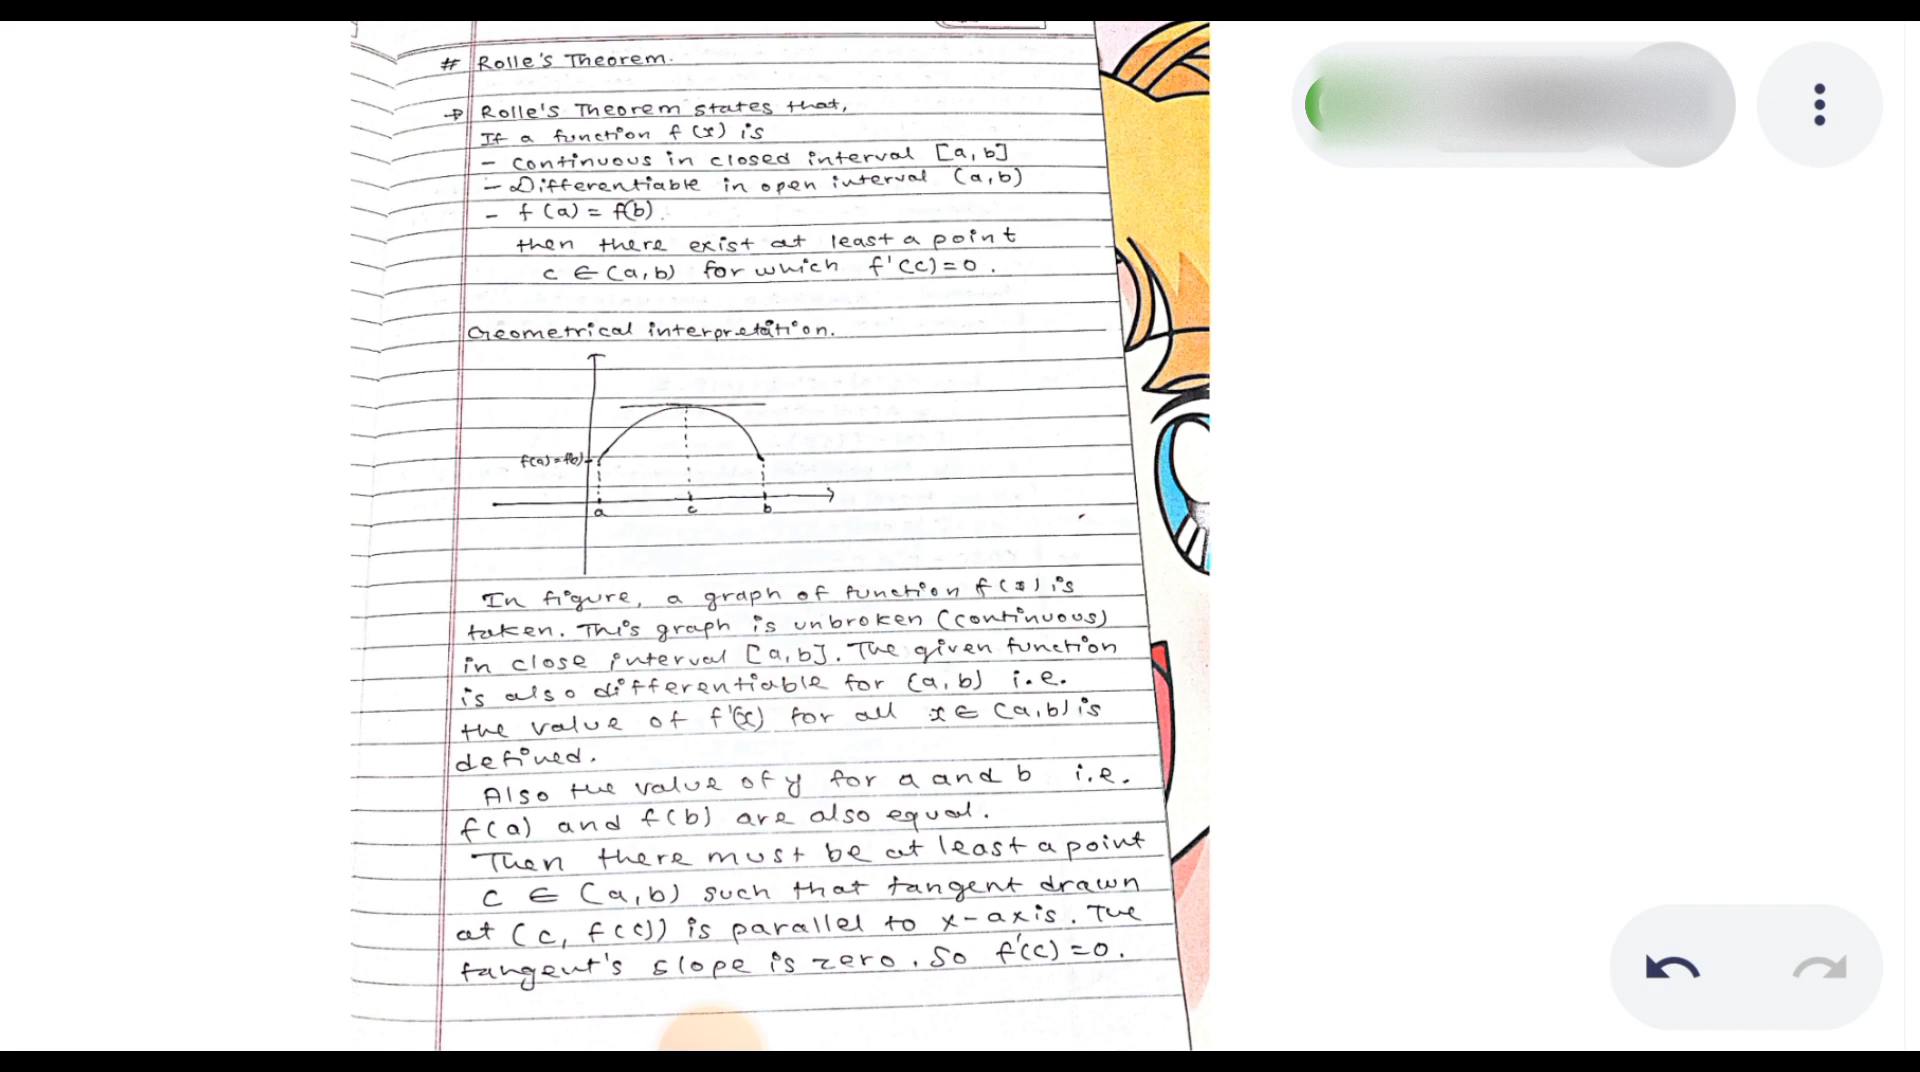 # Rolle's Theorem.
→ Rolle's Theorem states that,
If a function f(x) is
- continuous in closed interval [a, b]
- Differentiable in open interval (a, b)
- f(a) = f(b).
then there exist at least a point
c ∈ (a, b) for which f'(c) = 0.
Geometrical interpretation.
f(a) = f(b)
a c b
In figure, a graph of function f(x) is
taken. This graph is unbroken (continuous)
in close interval [a, b]. The given function
is also differentiable for (a, b) i.e.
the value of f'(x) for all x ∈ (a, b) is
defined.
Also the value of y for a and b i.e.
f(a) and f(b) are also equal.
Then there must be at least a point
c ∈ (a, b) such that tangent drawn
at (c, f(c)) is parallel to x-axis. The
tangent's slope is zero. So f'(c) = 0.